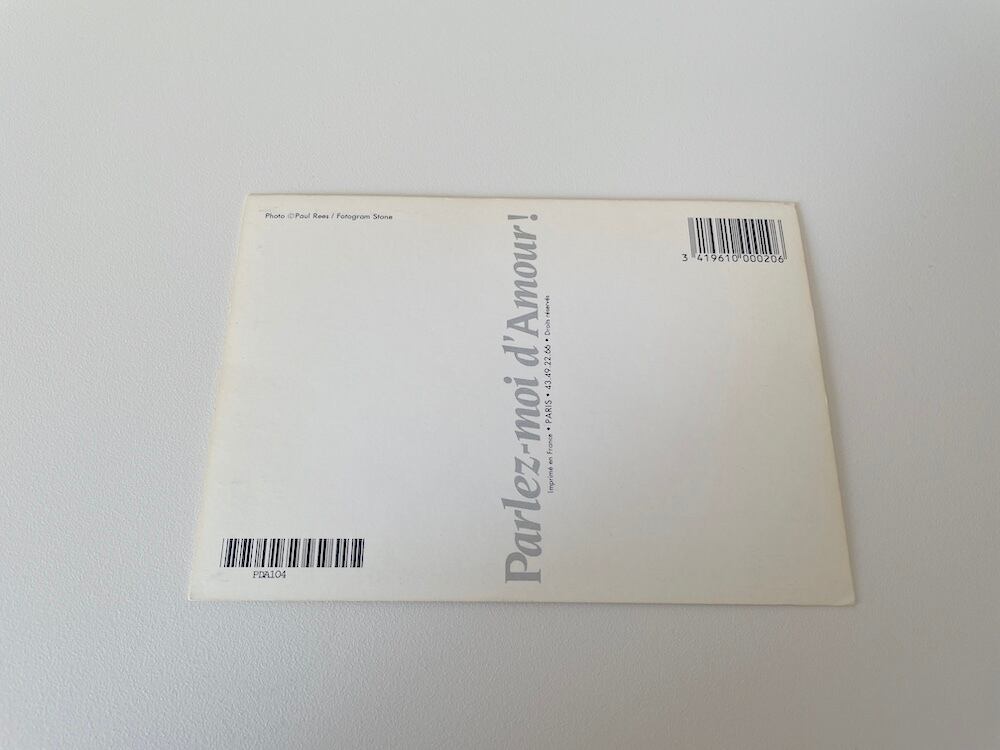 Photo ©Paul Rees / Fotogram Stone
Parlez-moi d'Amour!
Imprimé en France • PARIS • 43.49.22.66 • Droits réservés
3 419610 000206
PDA104